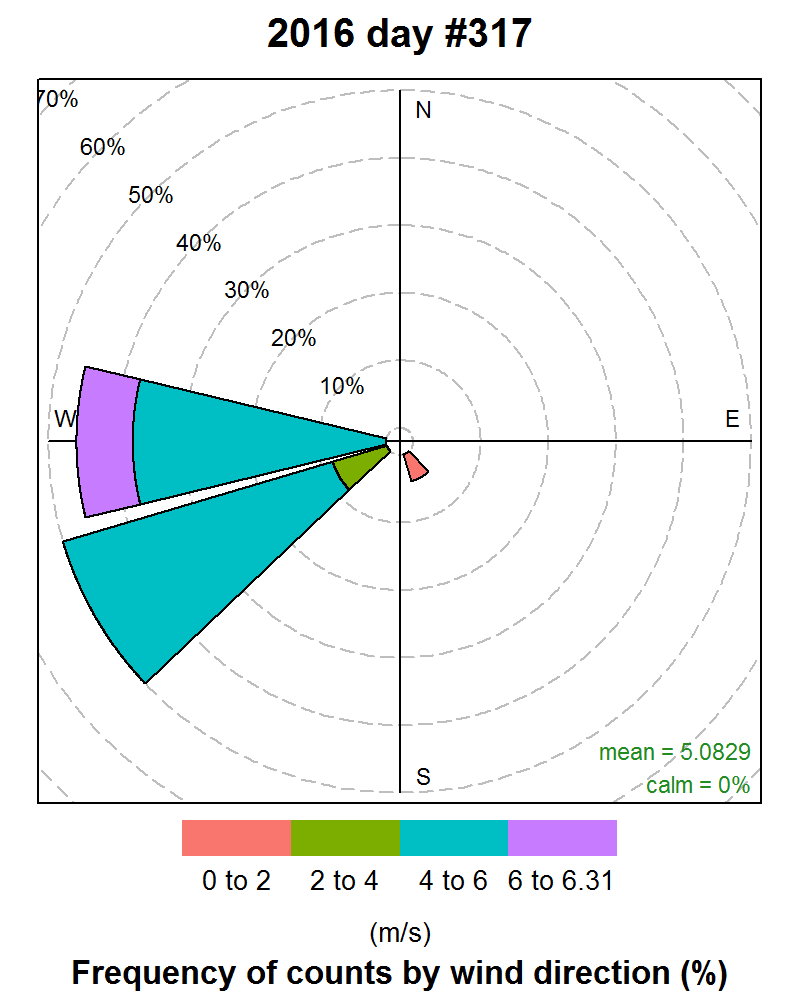 2016 day #317
70%
N
60%
50%
40%
30%
20%
10%
W
E
S
mean = 5.0829
calm = 0%
0 to 2 2 to 4 4 to 6 6 to 6.31
(m/s)
Frequency of counts by wind direction (%)